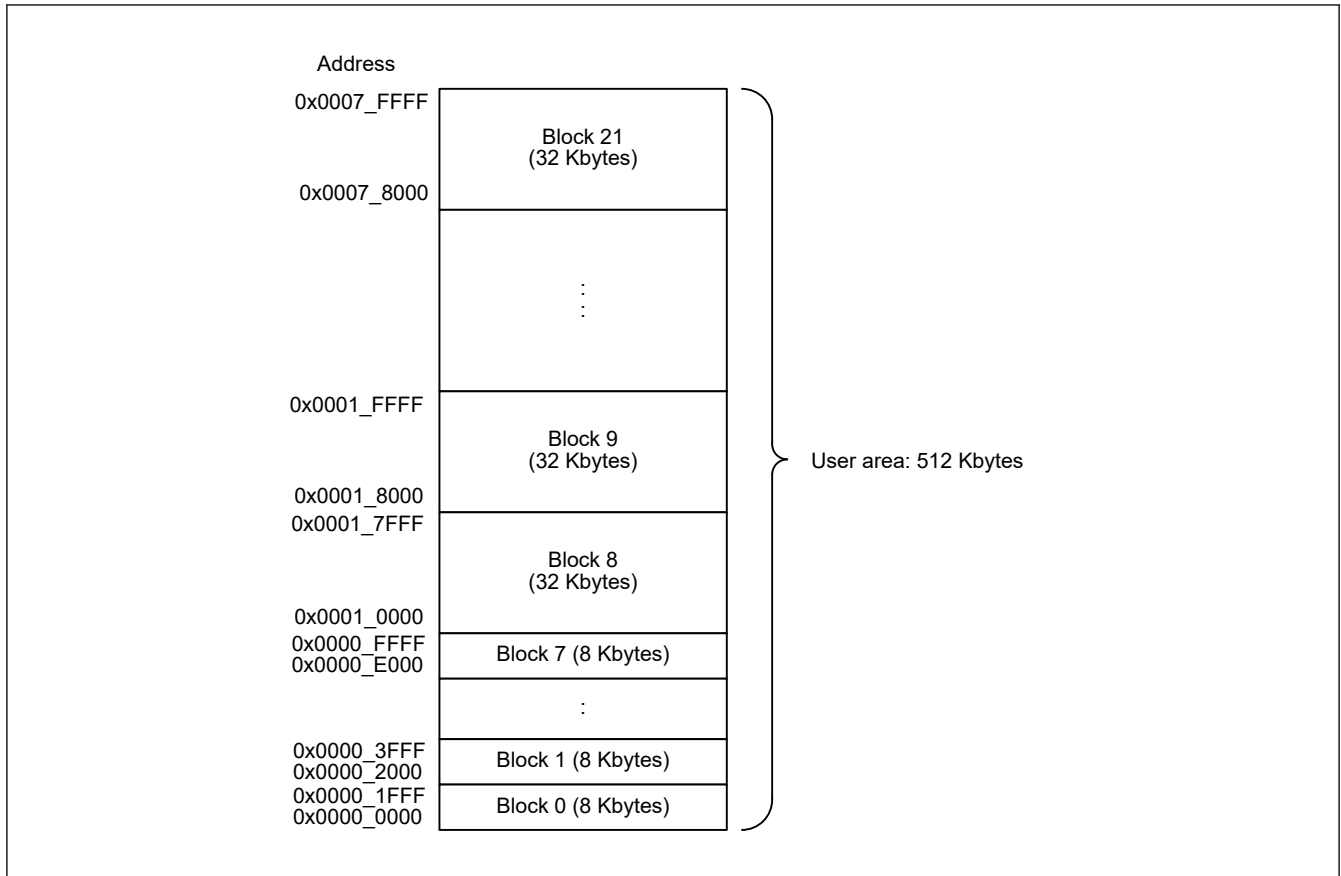 Address
0x0007_FFFF
Block 21
(32 Kbytes)
0x0007_8000
:
:
0x0001_FFFF
Block 9
(32 Kbytes)
User area: 512 Kbytes
0x0001_8000
0x0001_7FFF
Block 8
(32 Kbytes)
0x0001_0000
0x0000_FFFF
Block 7 (8 Kbytes)
0x0000_E000
:
0x0000_3FFF
Block 1 (8 Kbytes)
0x0000_2000
0x0000_1FFF
Block 0 (8 Kbytes)
0x0000_0000